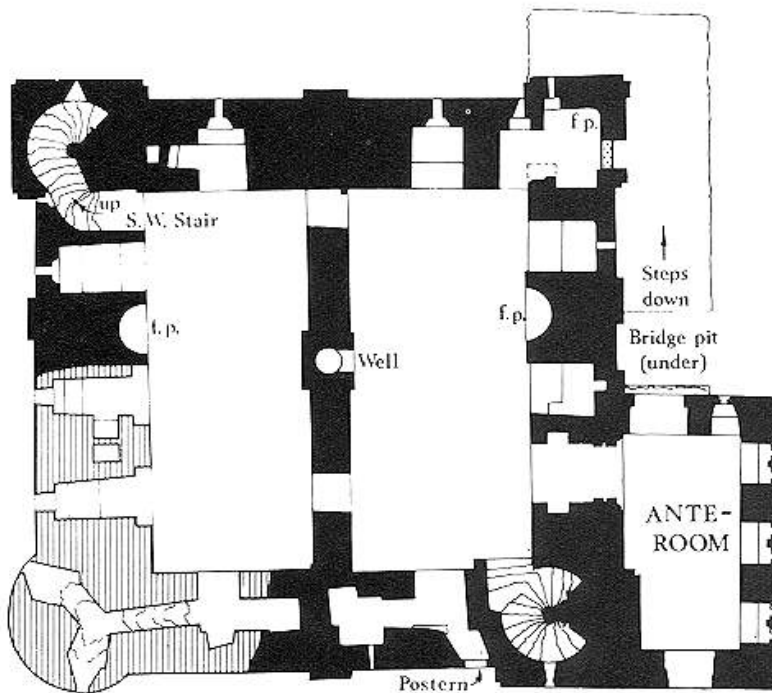 f.p.
up
S.W. Stair
Steps
down
f.p.
f.p.
Bridge pit
(under)
Well
ANTE-
ROOM
Postern